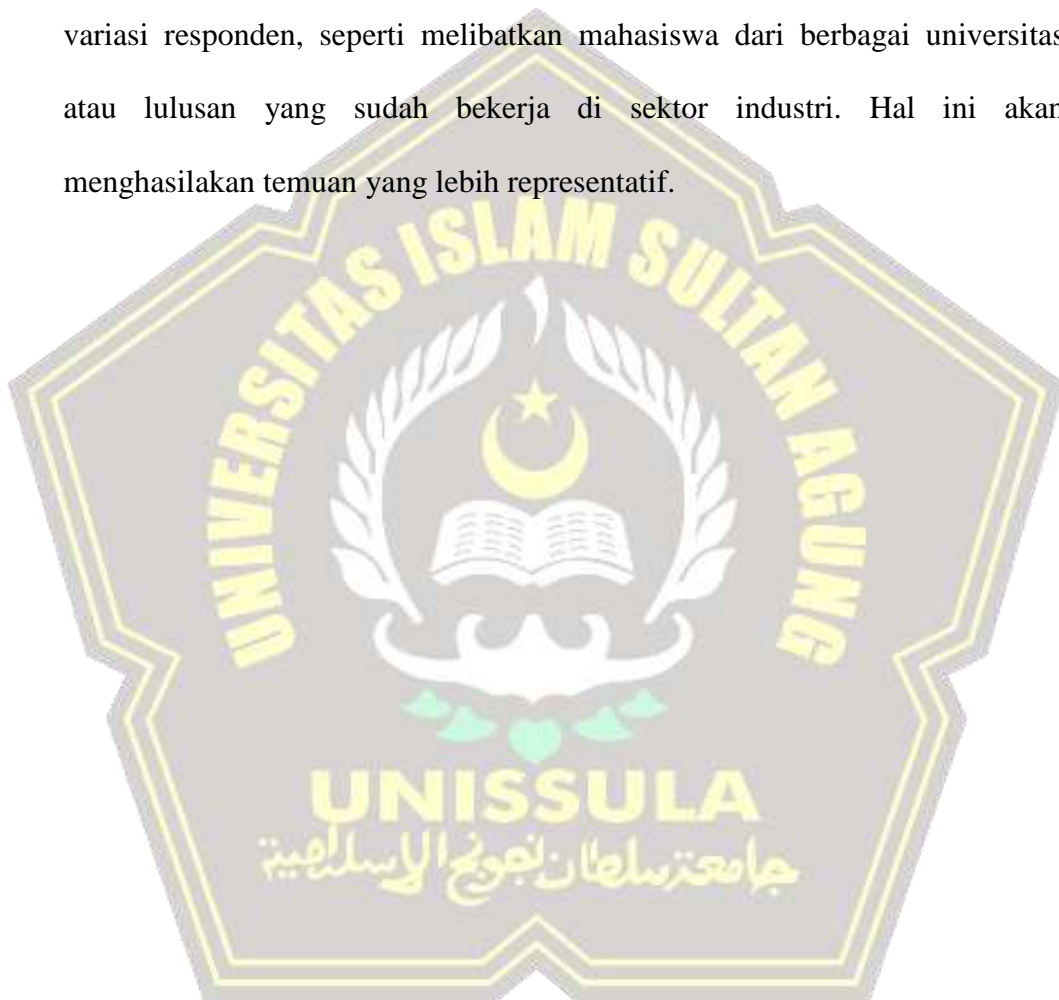 variasi responden, seperti melibatkan mahasiswa dari berbagai universitas
atau lulusan yang sudah bekerja di sektor industri. Hal ini akan
menghasilakan temuan yang lebih representatif.
UNIVERSITAS ISLAM SULTAN AGUNG
UNISSULA
جامعة سلطان أجونج الإسلامية